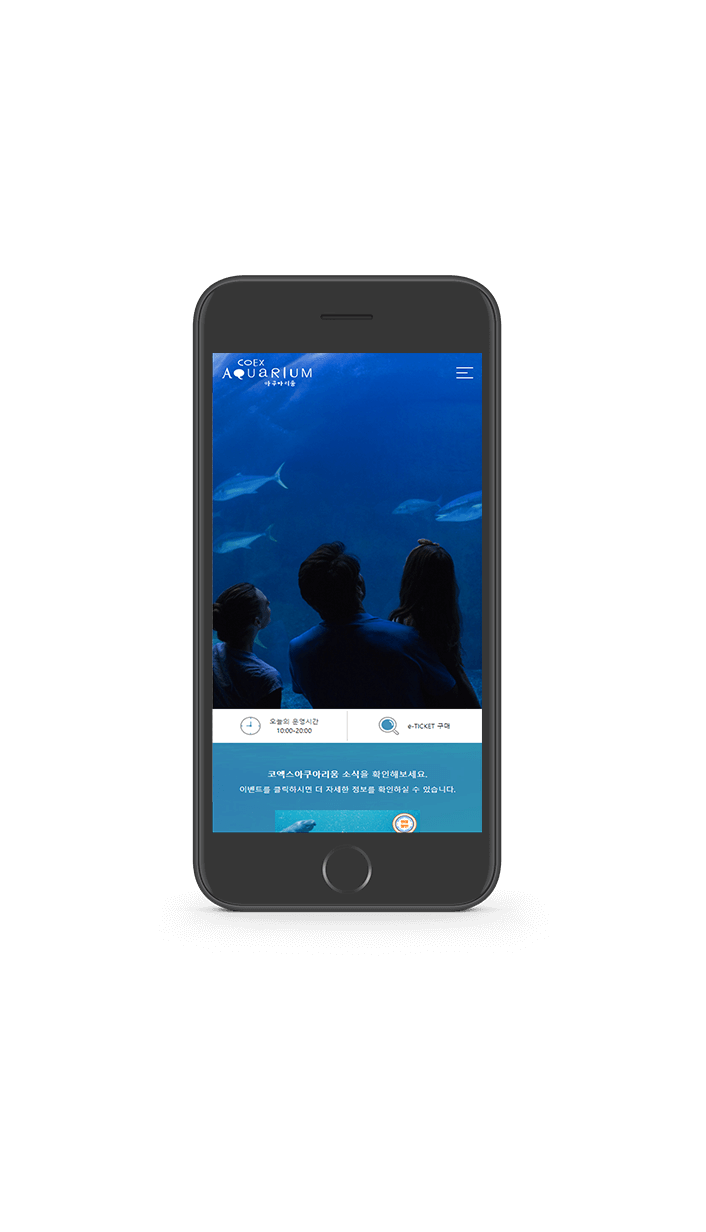 COEX
AQUARIUM
아쿠아리움
오늘의 운영시간
10:00-20:00
e-TICKET 구매
코엑스아쿠아리움 소식을 확인해보세요.
이벤트를 클릭하시면 더 자세한 정보를 확인하실 수 있습니다.